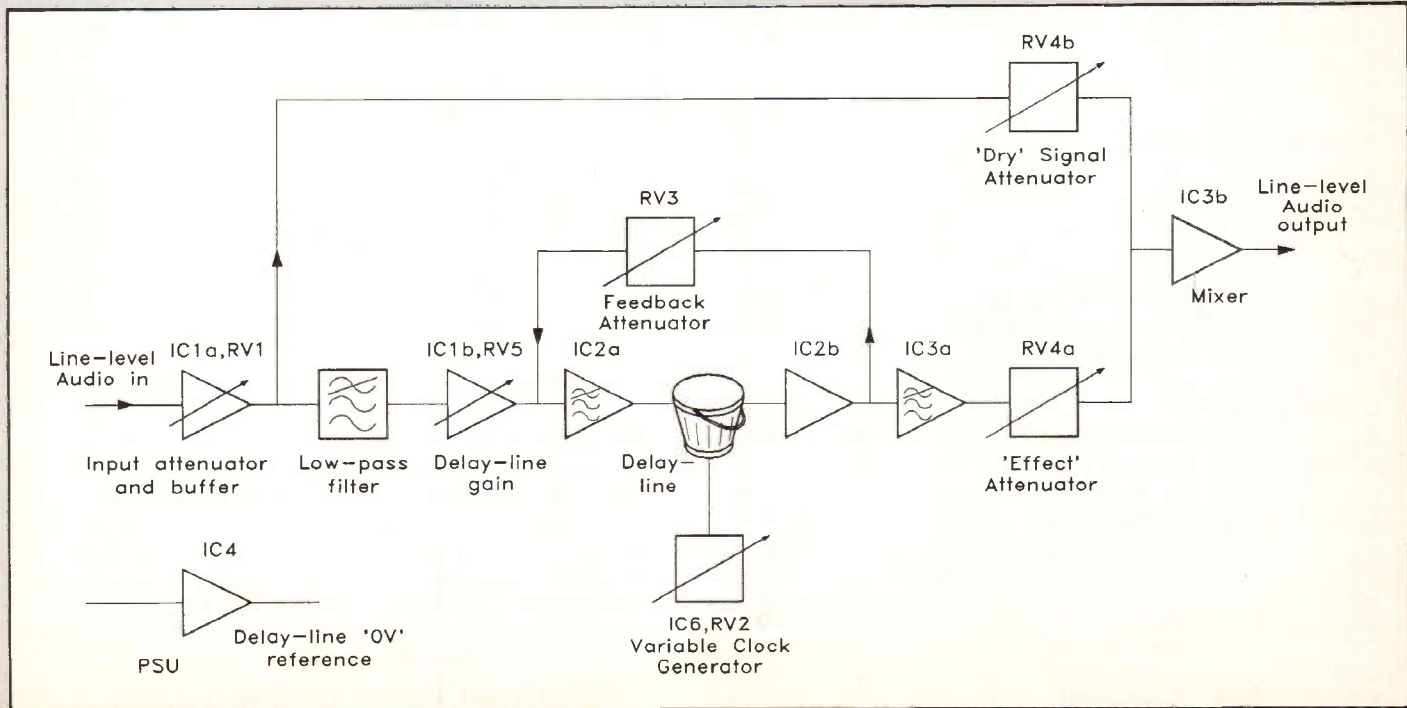 RV4b
'Dry' Signal
Attenuator
RV3
Feedback
Attenuator
IC3b
Line-level
Audio
output
Mixer
Line-level
Audio in
IC1a,RV1
Input attenuator
and buffer
Low-pass
filter
IC1b,RV5
Delay-line
gain
IC2a
Delay-
line
IC2b
IC3a
RV4a
'Effect'
Attenuator
IC6,RV2
Variable Clock
Generator
IC4
PSU
Delay-line '0V'
reference